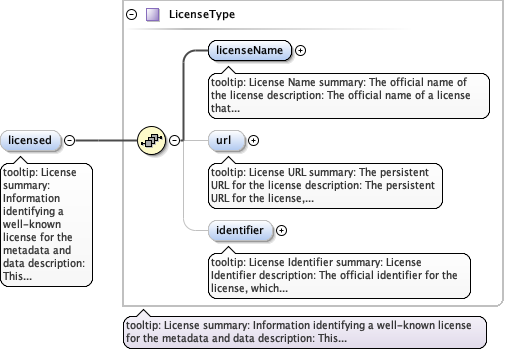 LicenseType
licenseName
tooltip: License Name summary: The official name of
the license description: The official name of a license
that...
licensed
tooltip: License
summary:
Information
identifying a
well-known
license for the
metadata and
data description:
This...
url
tooltip: License URL summary: The persistent
URL for the license description: The persistent
URL for the license,...
identifier
tooltip: License Identifier summary: License
Identifier description: The official identifier for the
license, which...
tooltip: License summary: Information identifying a well-known license
for the metadata and data description: This...